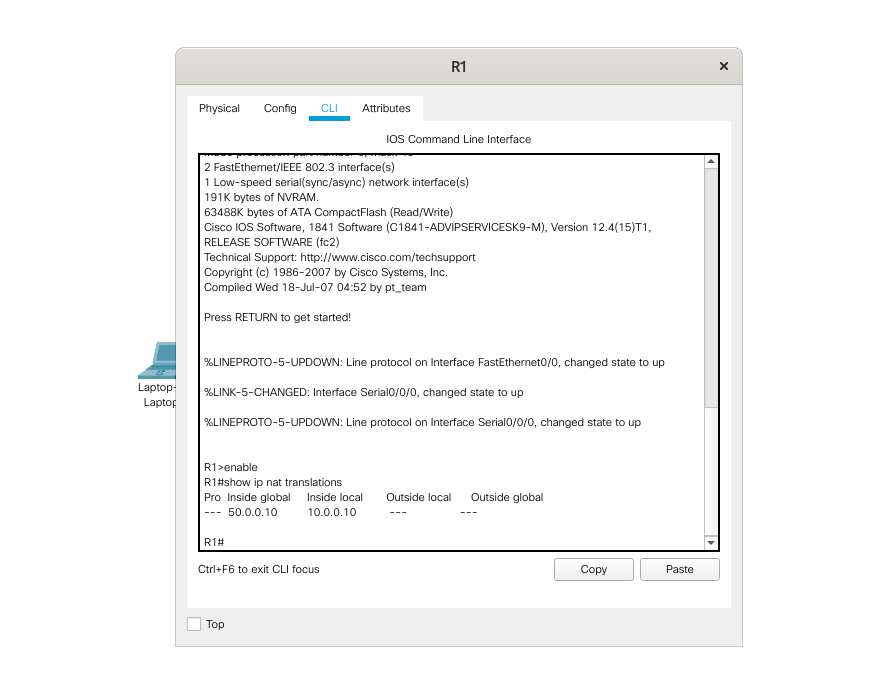 R1
Physical Config CLI Attributes
IOS Command Line Interface
2 FastEthernet/IEEE 802.3 interface(s)
1 Low-speed serial(sync/async) network interface(s)
191K bytes of NVRAM.
63488K bytes of ATA CompactFlash (Read/Write)
Cisco IOS Software, 1841 Software (C1841-ADVIPSERVICESK9-M), Version 12.4(15)T1,
RELEASE SOFTWARE (fc2)
Technical Support: http://www.cisco.com/techsupport
Copyright (c) 1986-2007 by Cisco Systems, Inc.
Compiled Wed 18-Jul-07 04:52 by pt_team
Press RETURN to get started!
%LINEPROTO-5-UPDOWN: Line protocol on Interface FastEthernet0/0, changed state to up
%LINK-5-CHANGED: Interface Serial0/0/0, changed state to up
%LINEPROTO-5-UPDOWN: Line protocol on Interface Serial0/0/0, changed state to up
R1>enable
R1#show ip nat translations
Pro Inside global Inside local Outside local Outside global
--- 50.0.0.10 10.0.0.10 --- ---
R1#
Ctrl+F6 to exit CLI focus
Copy Paste
Top
Laptop-
Laptop